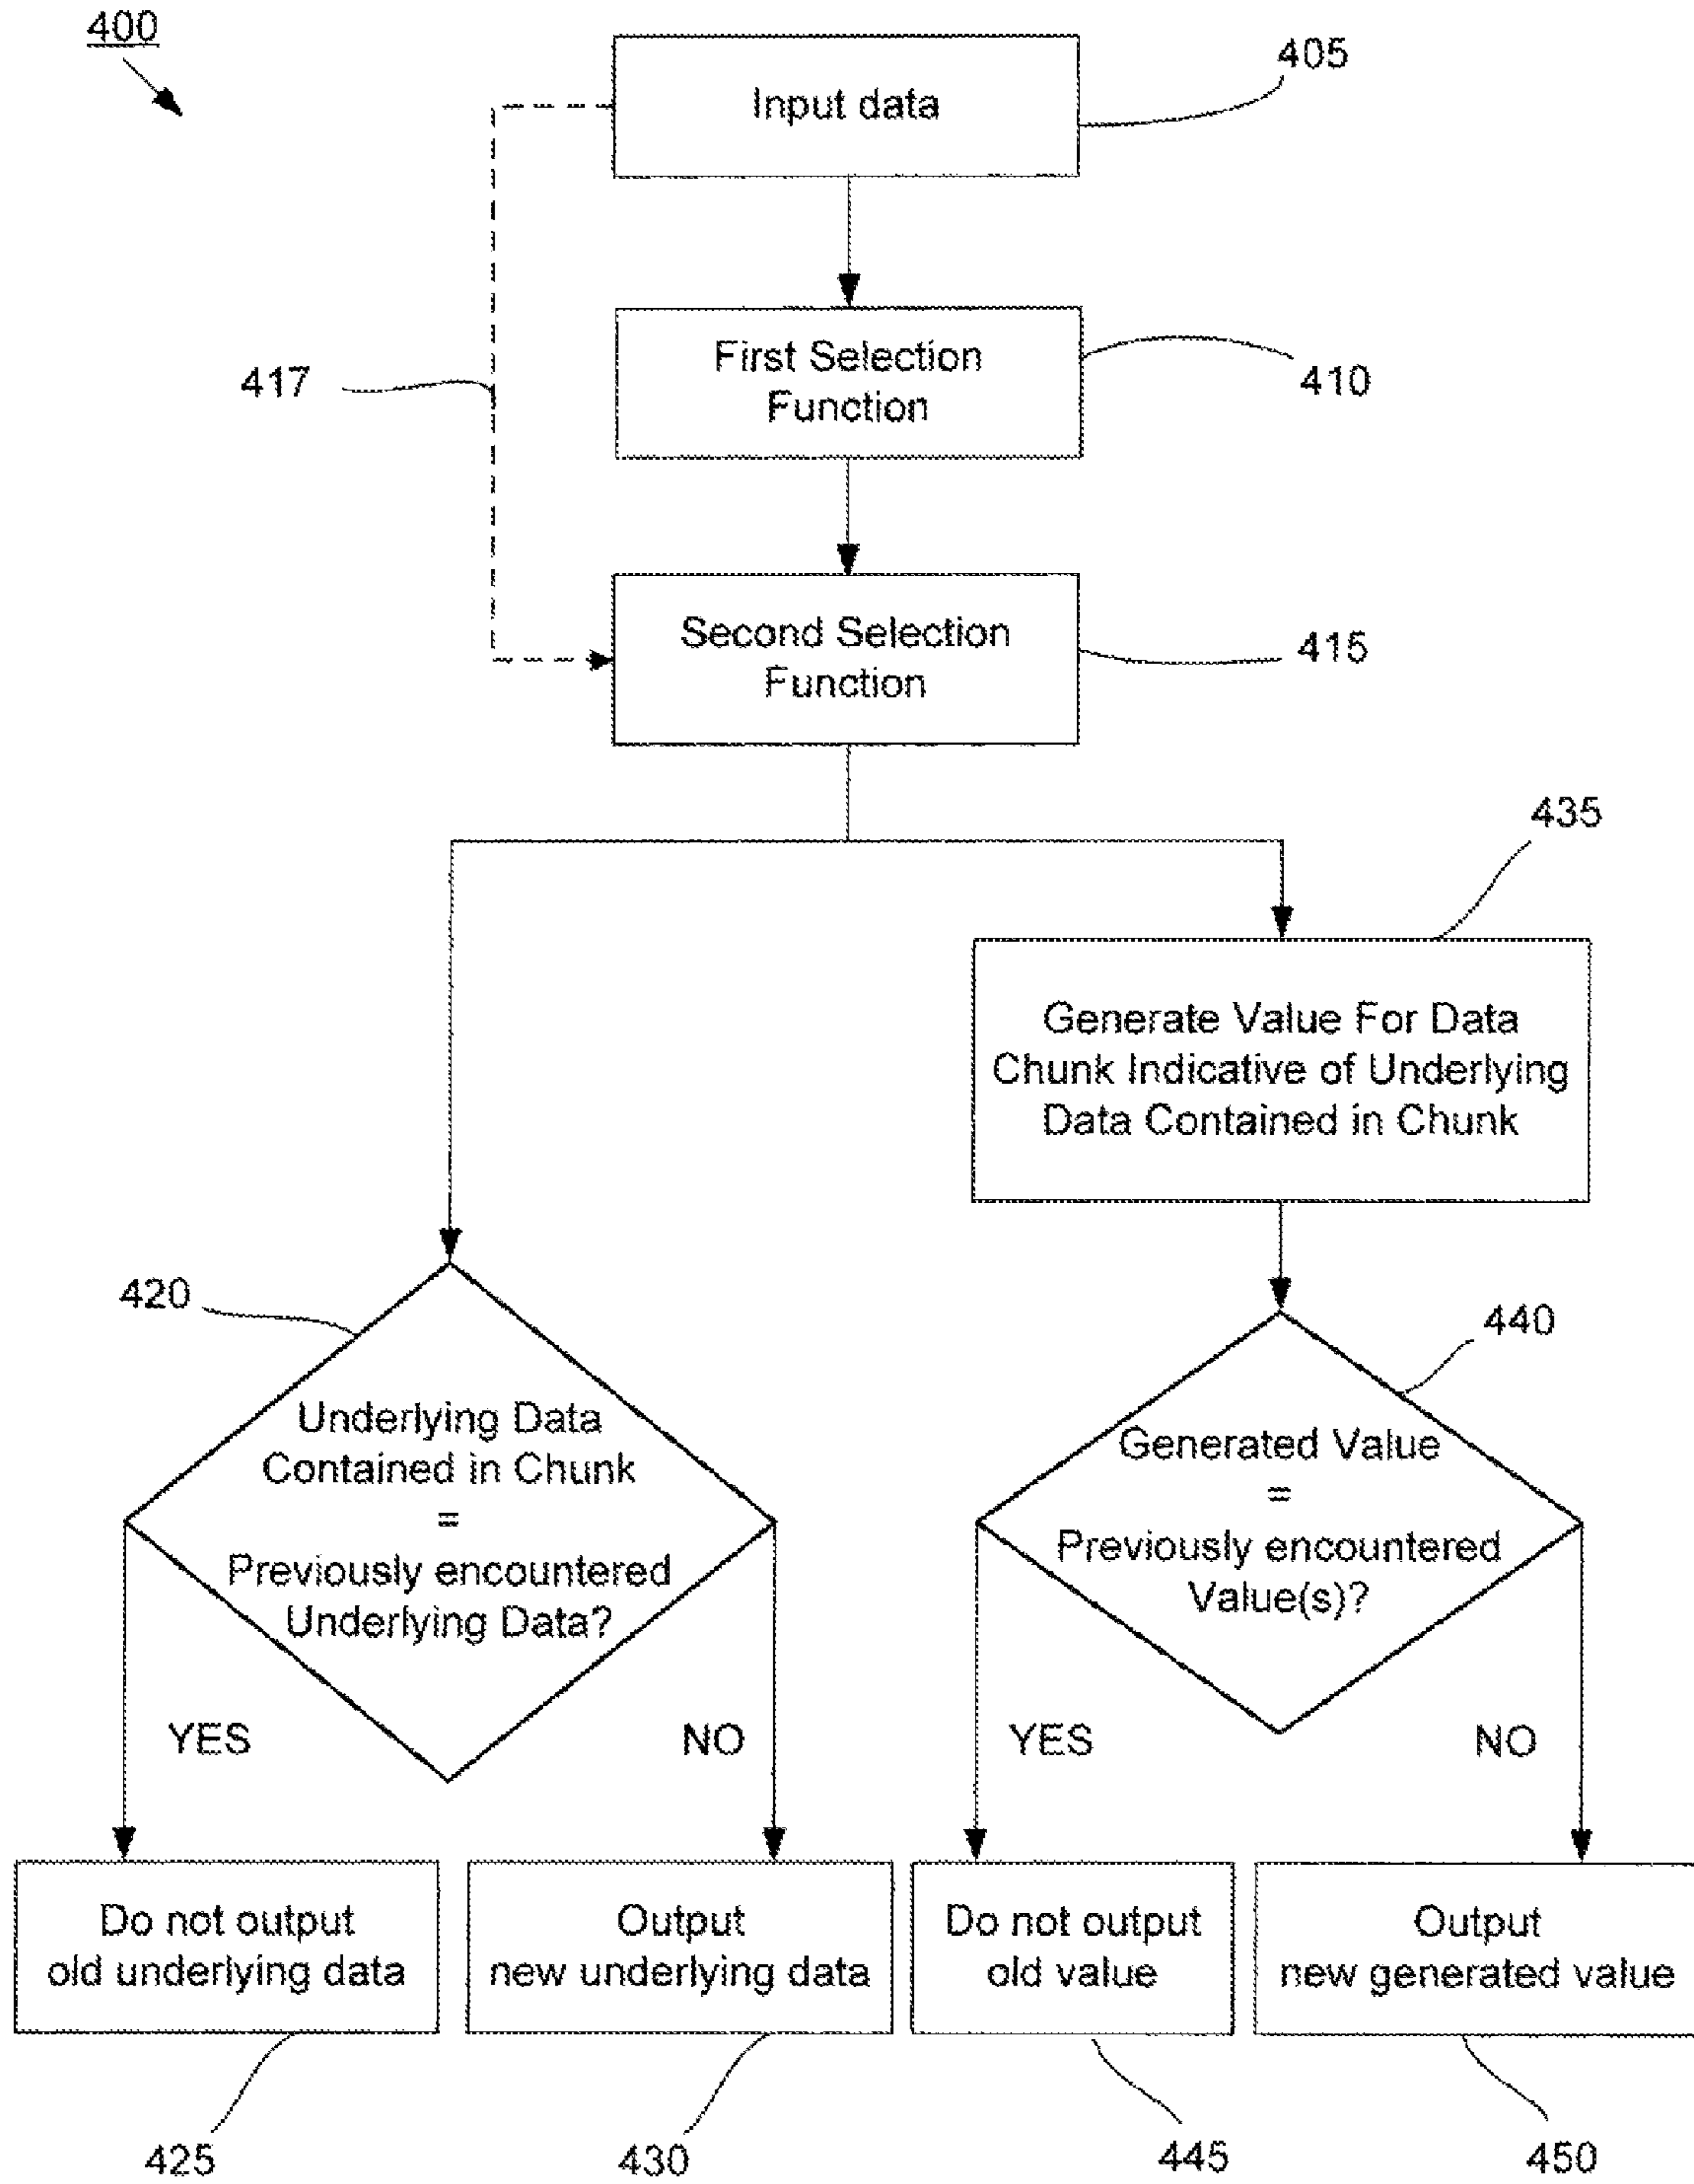 400
Input data
405
First Selection
Function
410
417
Second Selection
Function
415
435
Generate Value For Data
Chunk Indicative of Underlying
Data Contained in Chunk
420
Underlying Data
Contained in Chunk
=
Previously encountered
Underlying Data?
440
Generated Value
=
Previously encountered
Value(s)?
YES
NO
YES
NO
Do not output
old underlying data
Output
new underlying data
Do not output
old value
Output
new generated value
425
430
445
450